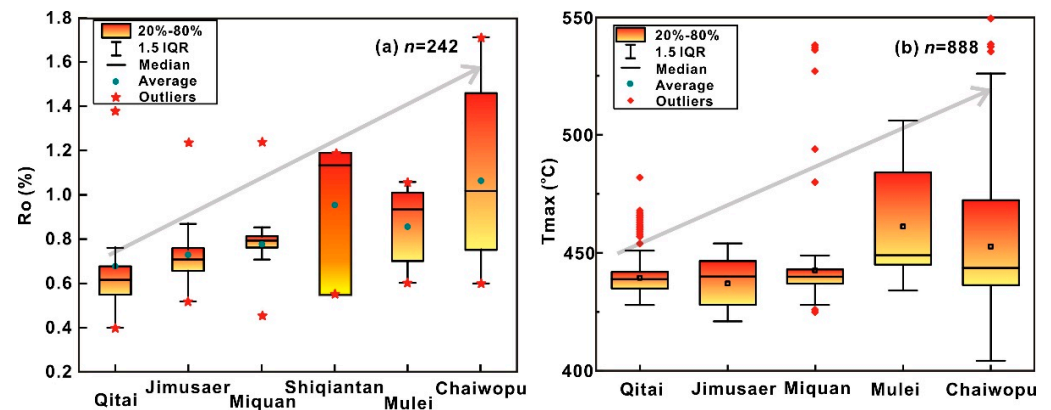 1.8
1.6
1.4
1.2
1.0
0.8
0.6
0.4
0.2
Ro (%)
20%-80%
1.5 IQR
Median
Average
Outliers
(a) n=242
Qitai
Jimusaer
Miquan
Shiqiantan
Mulei
Chaiwopu
550
500
450
400
Tmax (°C)
20%-80%
1.5 IQR
Median
Average
Outliers
(b) n=888
Qitai
Jimusaer
Miquan
Mulei
Chaiwopu